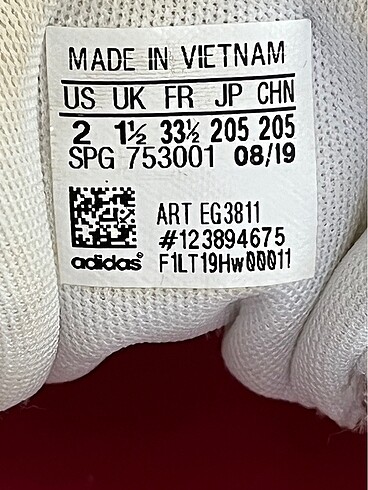 MADE IN VIETNAM
US UK FR JP CHN
2 1½ 33½ 205 205
SPG 753001 08/19
ART EG3811
#123894675
adidas® F1LT19Hw00011